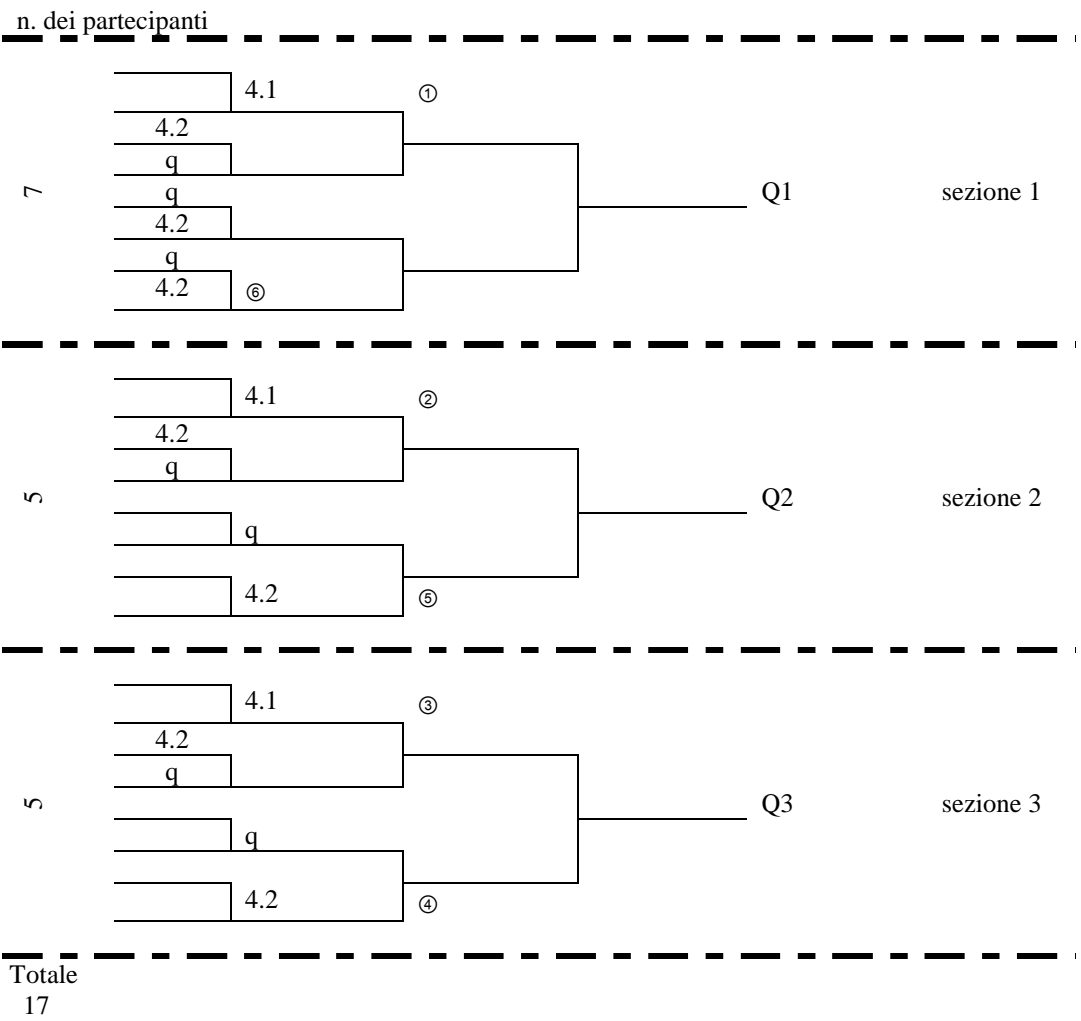 n. dei partecipanti
4.1 ①
4.2
q
7
q
Q1 sezione 1
4.2
q
4.2 ⑥
4.1 ②
4.2
q
5
Q2 sezione 2
q
4.2 ⑤
4.1 ③
4.2
q
5
Q3 sezione 3
q
4.2 ④
Totale
17